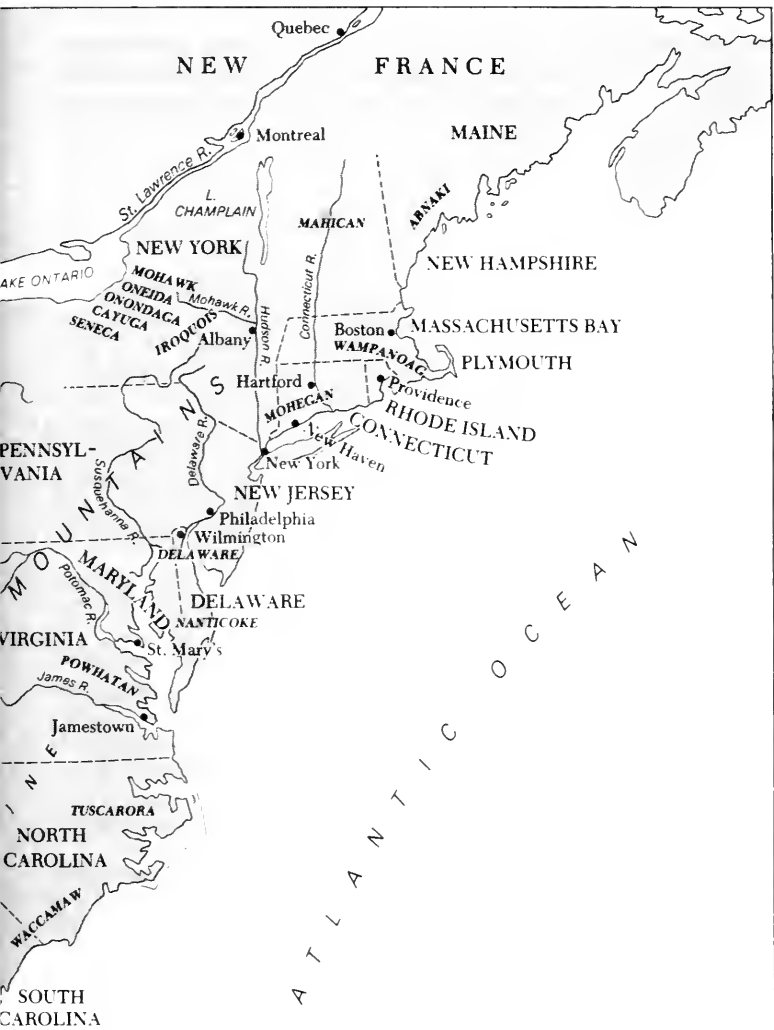 Quebec
NEW FRANCE
Montreal
MAINE
St. Lawrence R.
L.
CHAMPLAIN
MAHICAN
ABNAKI
NEW YORK
NEW HAMPSHIRE
AKE ONTARIO
MOHAWK
ONEIDA
ONONDAGA
CAYUGA
SENECA
Mohawk R.
IROQUOIS
Albany
Hudson R.
Connecticut R.
Boston
MASSACHUSETTS BAY
WAMPANOAG
PLYMOUTH
Hartford
Providence
MOHEGAN
RHODE ISLAND
CONNECTICUT
New Haven
New York
PENNSYL-
VANIA
Susquehanna R.
Delaware R.
NEW JERSEY
Philadelphia
Wilmington
DELAWARE
MOUNTAINS
MARYLAND
Potomac R.
DELAWARE
NANTICOKE
VIRGINIA
St. Mary's
POWHATAN
James R.
Jamestown
INE
TUSCARORA
NORTH
CAROLINA
WACCAMAW
SOUTH
CAROLINA
ATLANTIC OCEAN